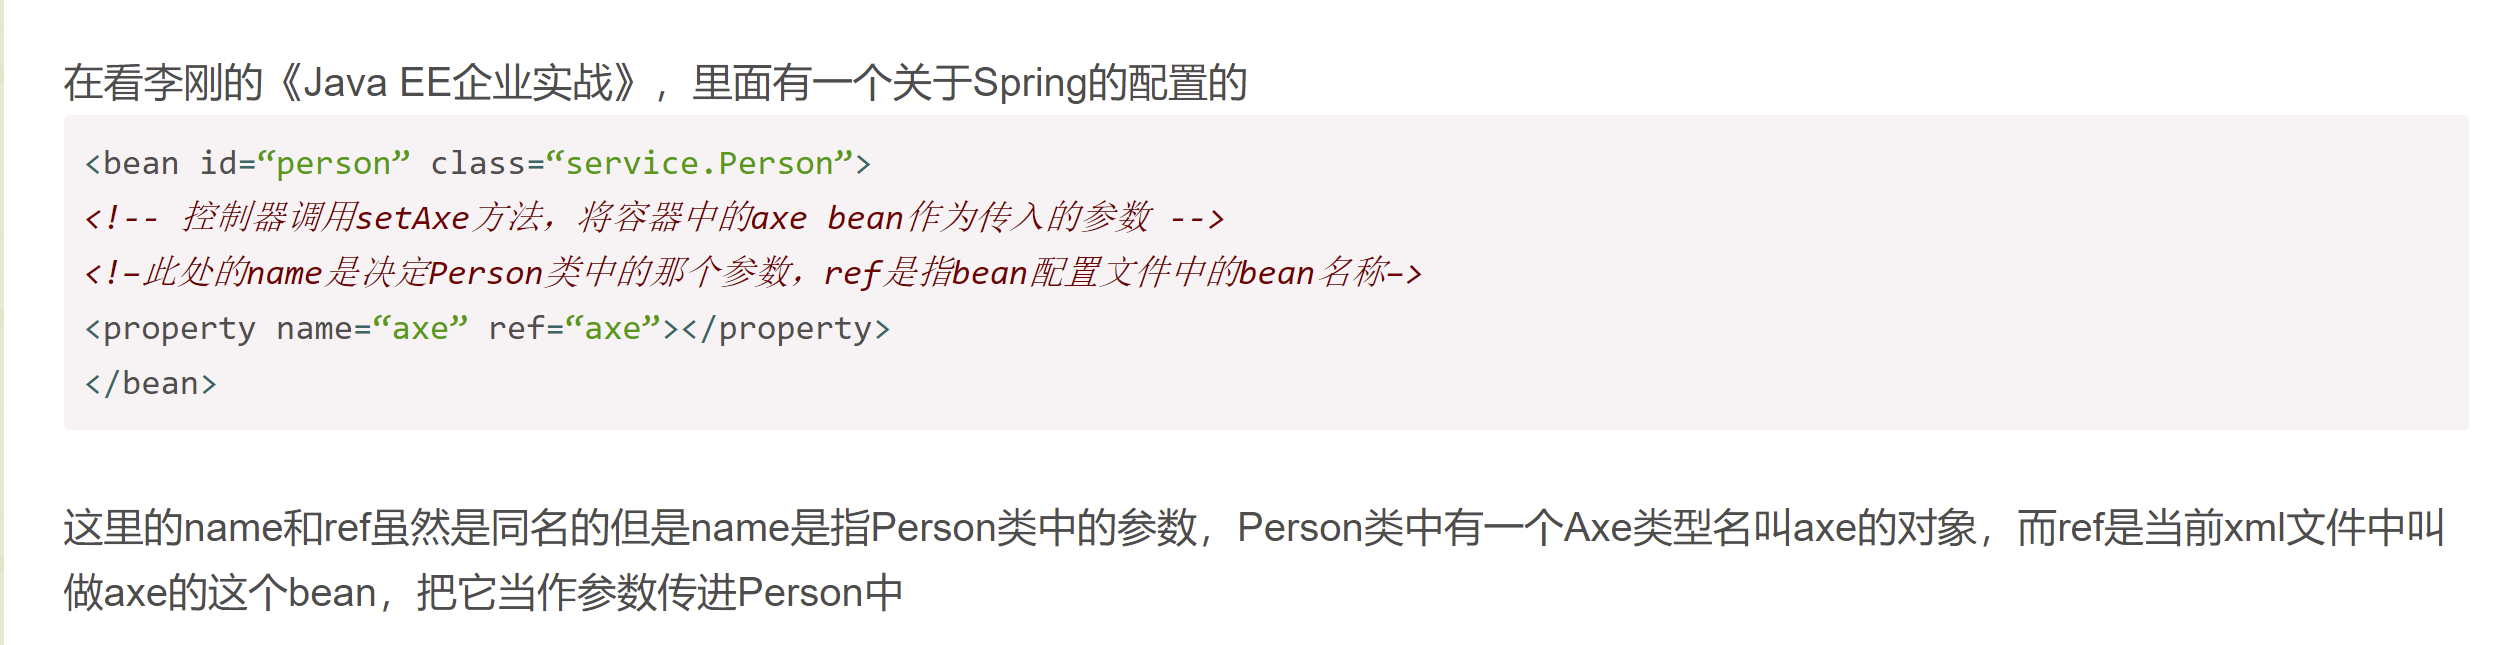 在看李刚的《Java EE企业实战》，里面有一个关于Spring的配置的
<bean id=“person” class=“service.Person”>
<!-- 控制器调用setAxe方法，将容器中的axe bean作为传入的参数 -->
<!–此处的name是决定Person类中的那个参数，ref是指bean配置文件中的bean名称–>
<property name=“axe” ref=“axe”></property>
</bean>
这里的name和ref虽然是同名的但是name是指Person类中的参数，Person类中有一个Axe类型名叫axe的对象，而ref是当前xml文件中叫
做axe的这个bean，把它当作参数传进Person中